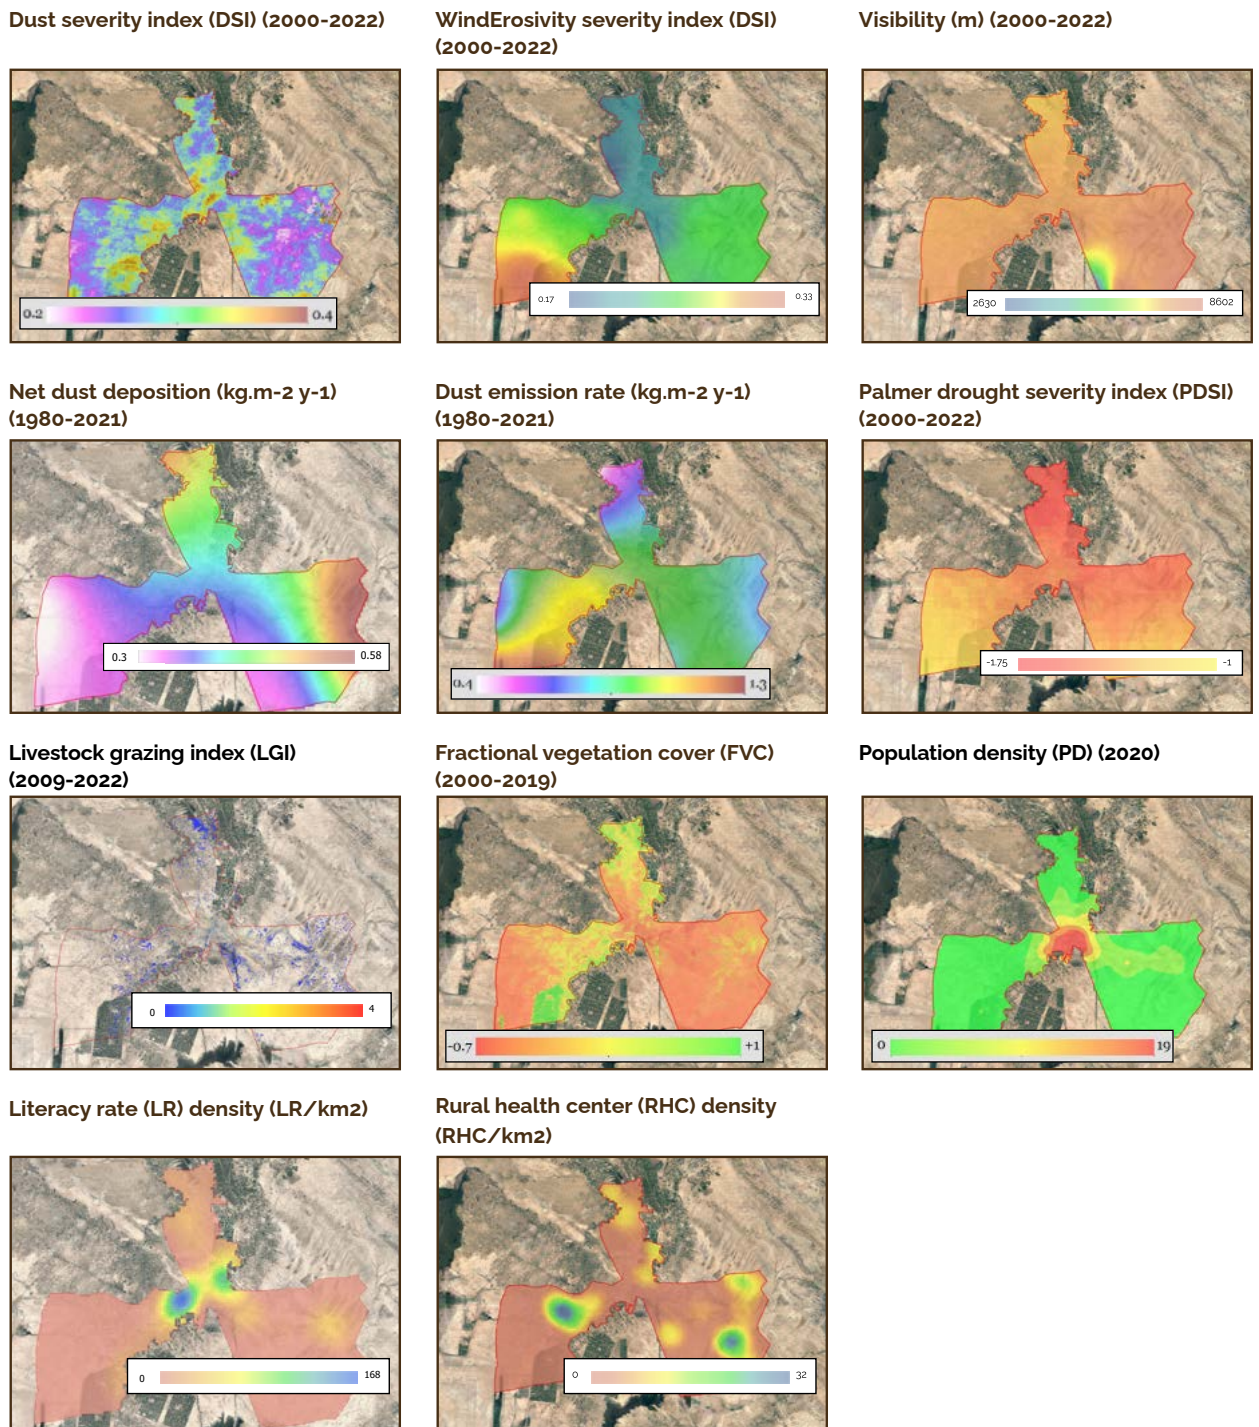 Dust severity index (DSI) (2000-2022)
WindErosivity severity index (DSI)
(2000-2022)
Visibility (m) (2000-2022)
0.2
0.4
0.17
0.33
2630
8602
Net dust deposition (kg.m-2 y-1)
(1980-2021)
Dust emission rate (kg.m-2 y-1)
(1980-2021)
Palmer drought severity index (PDSI)
(2000-2022)
0.3
0.58
0.4
1.3
-1.75
-1
Livestock grazing index (LGI)
(2009-2022)
Fractional vegetation cover (FVC)
(2000-2019)
Population density (PD) (2020)
0
4
-0.7
+1
0
19
Literacy rate (LR) density (LR/km2)
Rural health center (RHC) density
(RHC/km2)
0
168
0
32